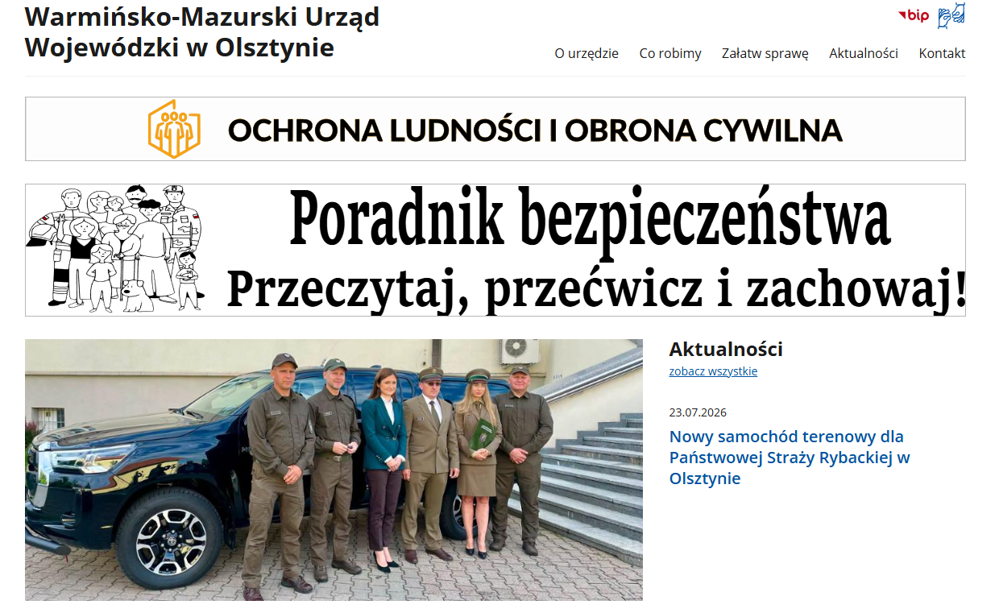 Warmińsko-Mazurski Urząd
Wojewódzki w Olsztynie
bip
O urzędzie Co robimy Załatw sprawę Aktualności Kontakt
OCHRONA LUDNOŚCI I OBRONA CYWILNA
Poradnik bezpieczeństwa
Przeczytaj, przećwicz i zachowaj!
Aktualności
zobacz wszystkie
23.07.2026
Nowy samochód terenowy dla
Państwowej Straży Rybackiej w
Olsztynie